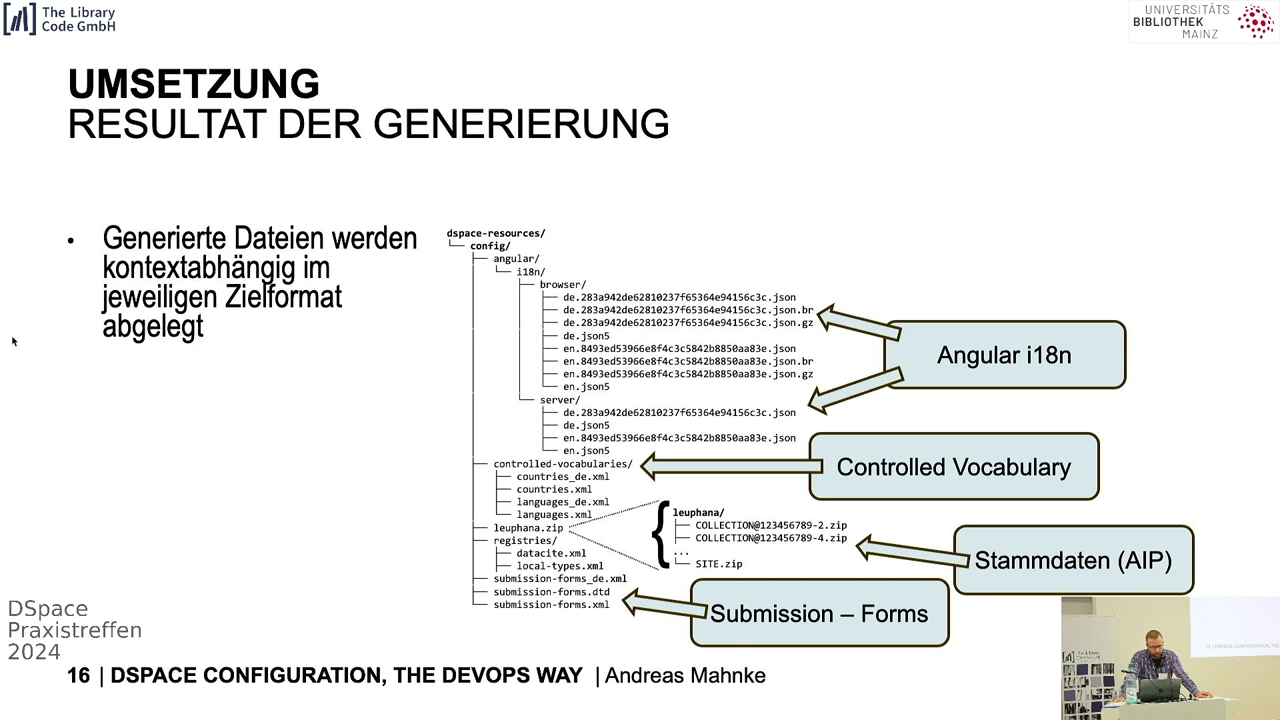 The Library
Code GmbH
UNIVERSITÄTS
BIBLIOTHEK
MAINZ
UMSETZUNG
RESULTAT DER GENERIERUNG
• Generierte Dateien werden
kontextabhängig im
jeweiligen Zielformat
abgelegt
dspace-resources/
└── config/
├── angular/
└── i18n/
├── browser/
├── de.283a942de62810237f65364e94156c3c.json
├── de.283a942de62810237f65364e94156c3c.json.br
├── de.283a942de62810237f65364e94156c3c.json.gz
├── de.json5
├── en.8493ed53966e8f4c3c5842b8850aa83e.json
├── en.8493ed53966e8f4c3c5842b8850aa83e.json.br
├── en.8493ed53966e8f4c3c5842b8850aa83e.json.gz
└── en.json5
└── server/
├── de.283a942de62810237f65364e94156c3c.json
├── de.json5
├── en.8493ed53966e8f4c3c5842b8850aa83e.json
└── en.json5
├── controlled-vocabularies/
├── countries_de.xml
├── countries.xml
├── languages_de.xml
└── languages.xml
├── leuphana.zip
├── registries/
├── datacite.xml
└── local-types.xml
├── submission-forms_de.xml
├── submission-forms.dtd
└── submission-forms.xml
leuphana/
├── COLLECTION@123456789-2.zip
├── COLLECTION@123456789-4.zip
...
└── SITE.zip
Angular i18n
Controlled Vocabulary
Stammdaten (AIP)
Submission – Forms
DSpace
Praxistreffen
2024
16 | DSPACE CONFIGURATION, THE DEVOPS WAY | Andreas Mahnke